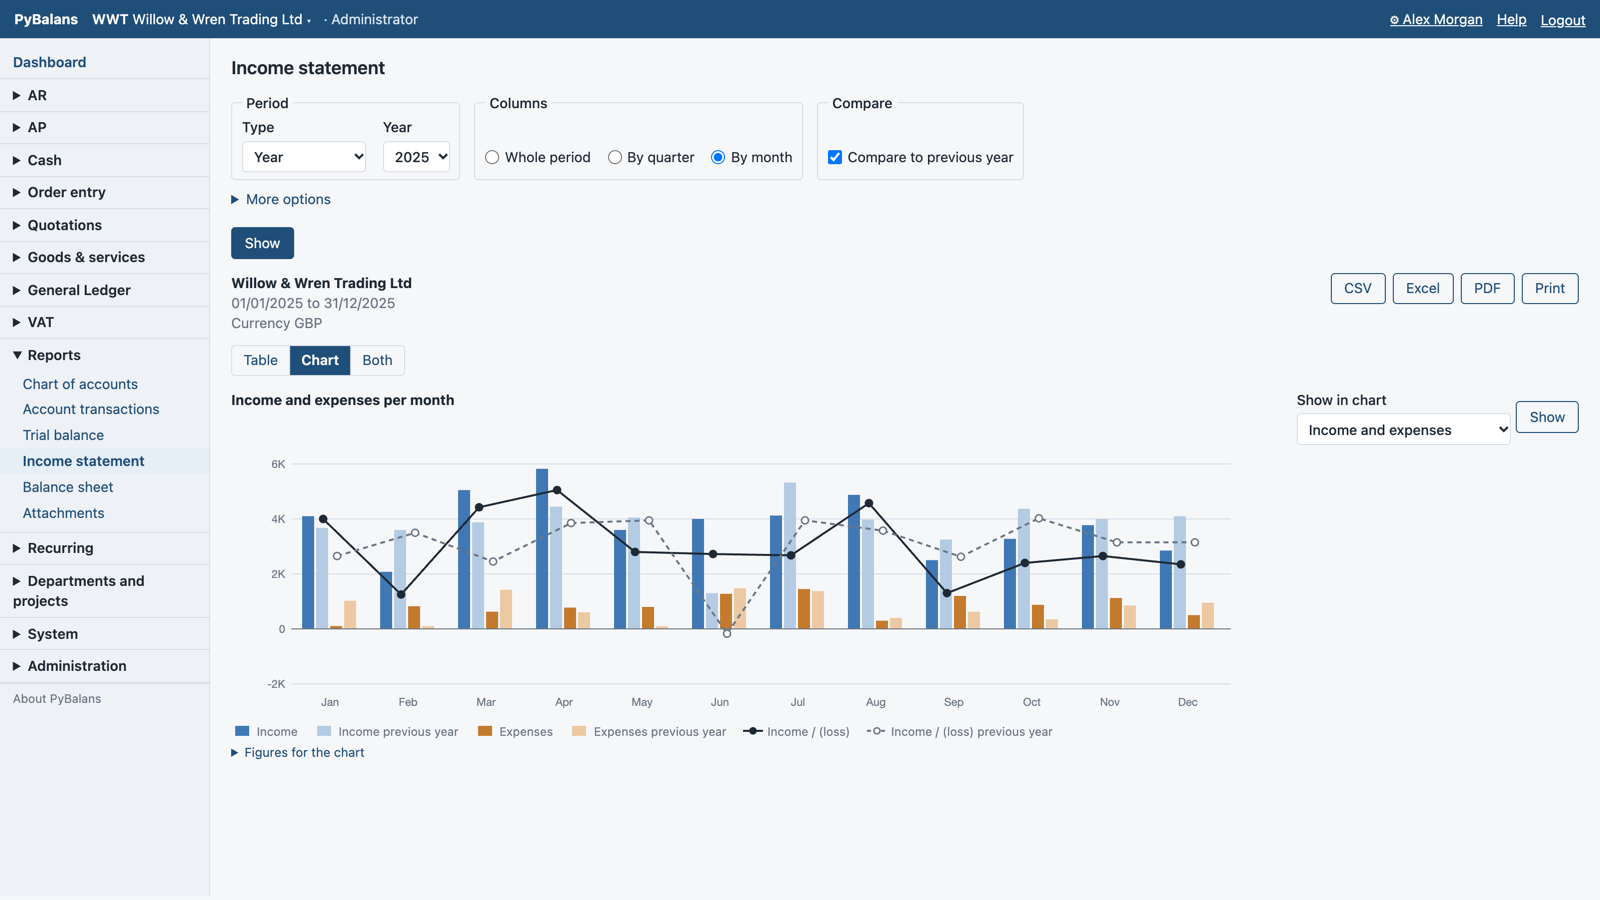 PyBalans WWT Willow & Wren Trading Ltd · Administrator
Alex Morgan Help Logout
Dashboard
AR
AP
Cash
Order entry
Quotations
Goods & services
General Ledger
VAT
Reports
Chart of accounts
Account transactions
Trial balance
Income statement
Balance sheet
Attachments
Recurring
Departments and
projects
System
Administration
About PyBalans
Income statement
Period
Type Year
Year 2025
Columns
Whole period By quarter By month
Compare
Compare to previous year
More options
Show
Willow & Wren Trading Ltd
01/01/2025 to 31/12/2025
Currency GBP
CSV Excel PDF Print
Table Chart Both
Income and expenses per month
Show in chart
Income and expenses Show
6K
4K
2K
0
-2K
Jan Feb Mar Apr May Jun Jul Aug Sep Oct Nov Dec
Income Income previous year Expenses Expenses previous year Income / (loss) Income / (loss) previous year
Figures for the chart